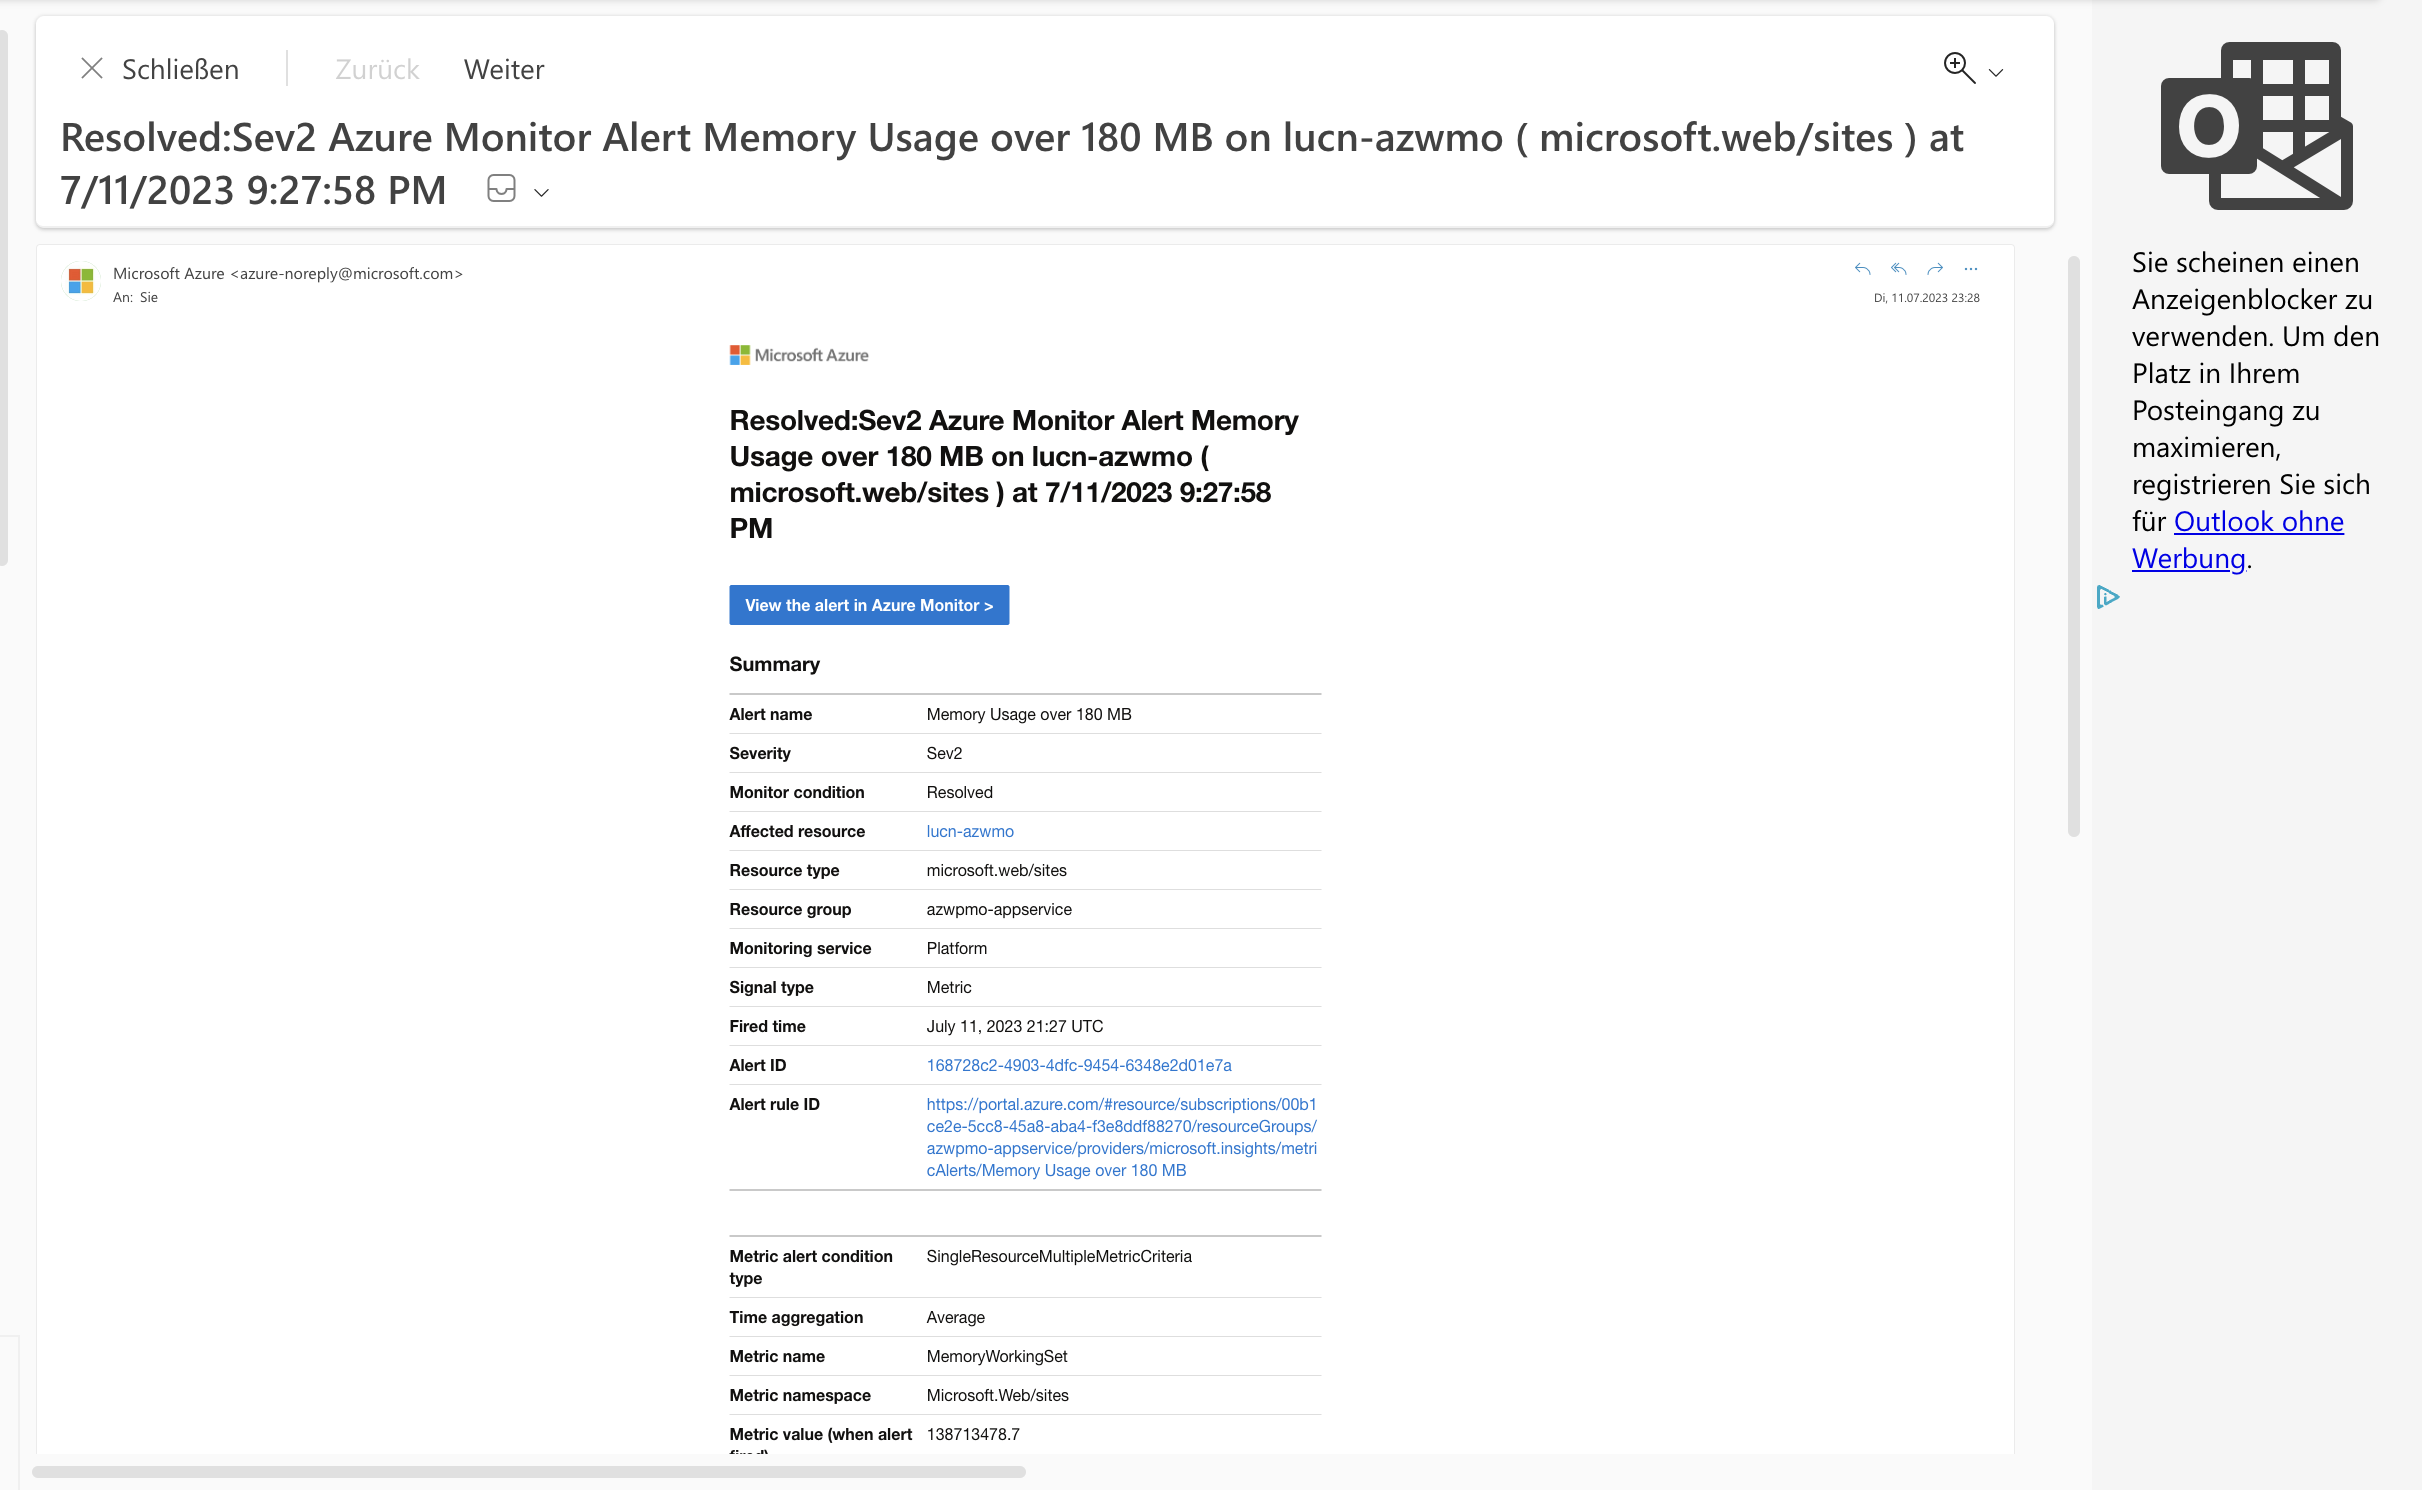 Schließen
Zurück
Weiter
Resolved:Sev2 Azure Monitor Alert Memory Usage over 180 MB on lucn-azwmo ( microsoft.web/sites ) at
7/11/2023 9:27:58 PM
Microsoft Azure <azure-noreply@microsoft.com>
An: Sie
Di, 11.07.2023 23:28
Microsoft Azure
Resolved:Sev2 Azure Monitor Alert Memory
Usage over 180 MB on lucn-azwmo (
microsoft.web/sites ) at 7/11/2023 9:27:58
PM
View the alert in Azure Monitor >
Summary
Alert name Memory Usage over 180 MB
Severity Sev2
Monitor condition Resolved
Affected resource lucn-azwmo
Resource type microsoft.web/sites
Resource group azwpmo-appservice
Monitoring service Platform
Signal type Metric
Fired time July 11, 2023 21:27 UTC
Alert ID 168728c2-4903-4dfc-9454-6348e2d01e7a
Alert rule ID https://portal.azure.com/#resource/subscriptions/00b1
ce2e-5cc8-45a8-aba4-f3e8ddf88270/resourceGroups/
azwpmo-appservice/providers/microsoft.insights/metri
cAlerts/Memory Usage over 180 MB
Metric alert condition SingleResourceMultipleMetricCriteria
type
Time aggregation Average
Metric name MemoryWorkingSet
Metric namespace Microsoft.Web/sites
Metric value (when alert 138713478.7
O
Sie scheinen einen
Anzeigenblocker zu
verwenden. Um den
Platz in Ihrem
Posteingang zu
maximieren,
registrieren Sie sich
für Outlook ohne
Werbung.